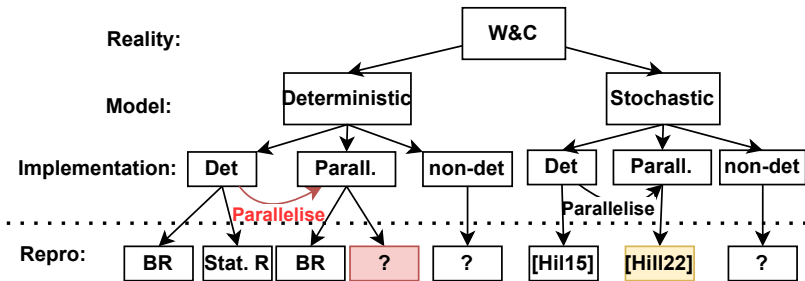 Reality:
W&C
Model:
Deterministic
Stochastic
Implementation:
Det
Parall.
non-det
Det
Parall.
non-det
Parallelise
Parallelise
Repro:
BR
Stat. R
BR
?
?
[Hil15]
[Hill22]
?